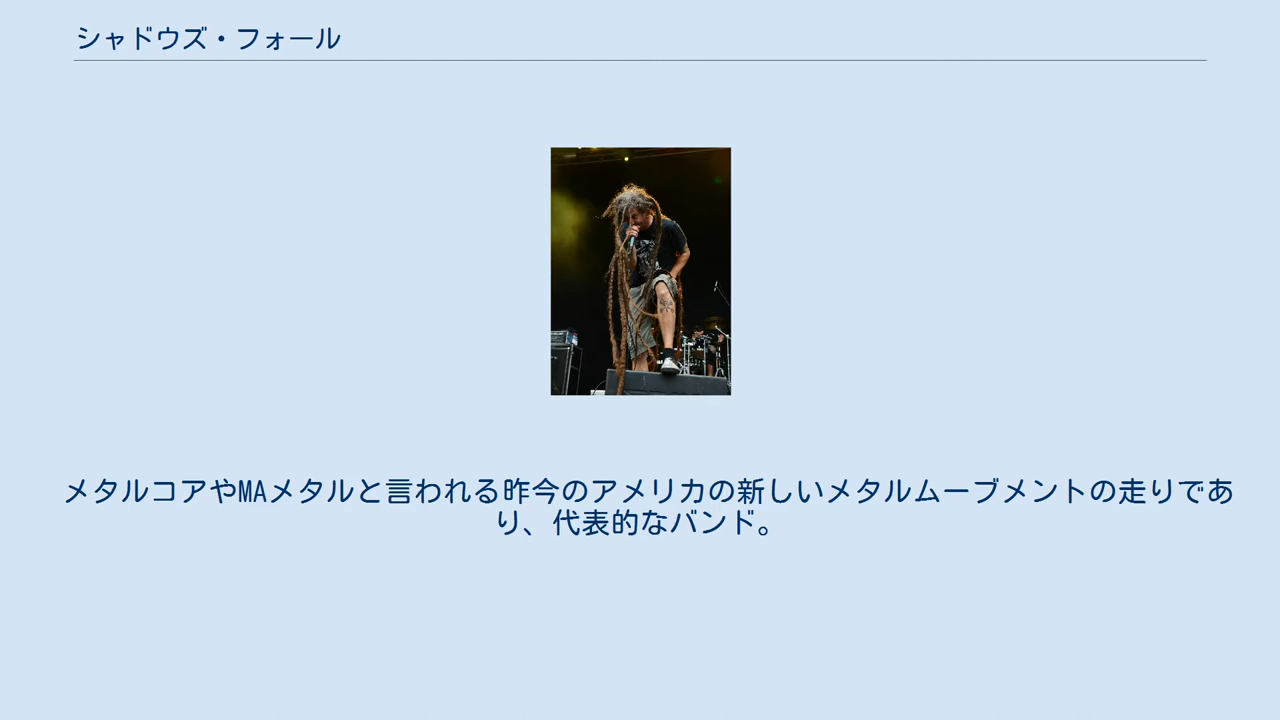 シャドウズ・フォール
メタルコアやMAメタルと言われる昨今のアメリカの新しいメタルムーブメントの走りであ
り、代表的なバンド。